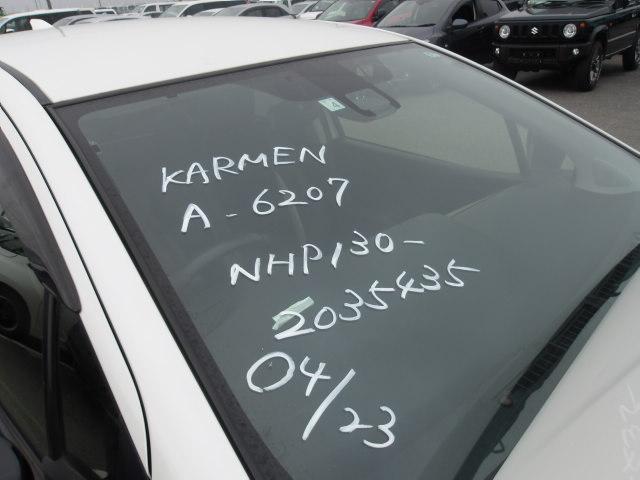 KARMEN
A-6207
NHP130-
2035435
04/23